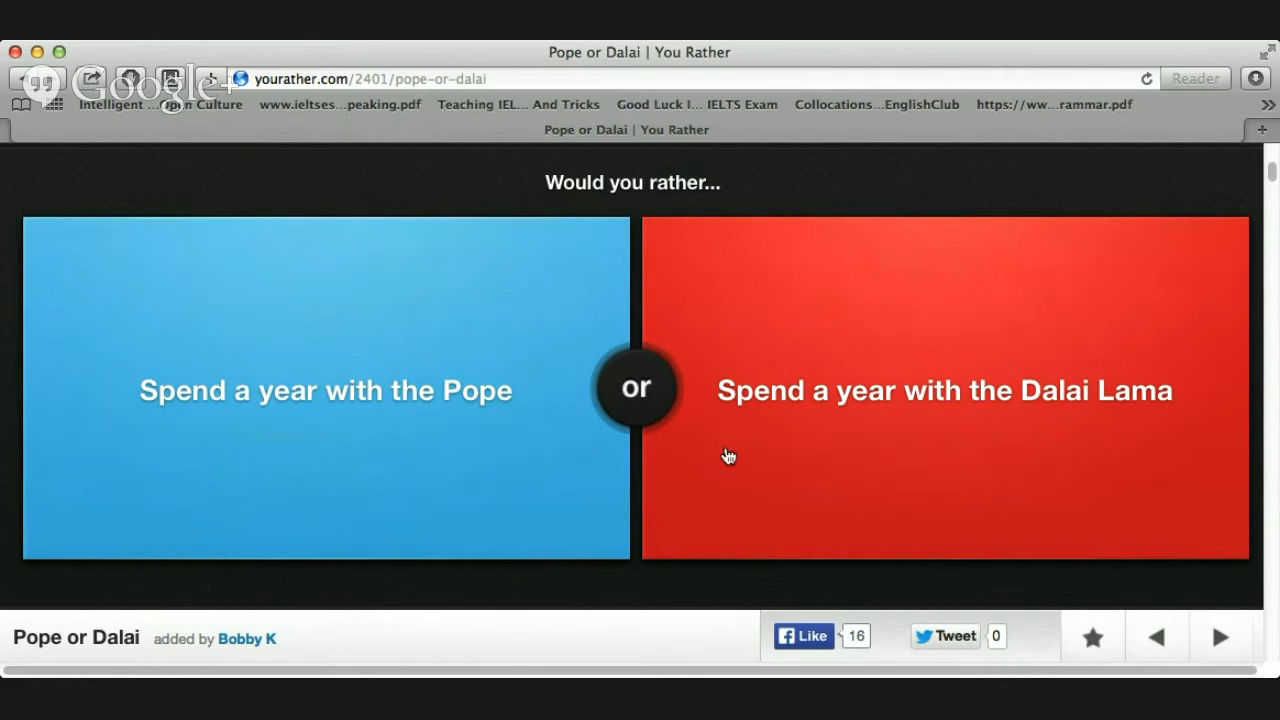 Pope or Dalai | You Rather
Google+
yourather.com/2401/pope-or-dalai
Reader
Intelligent ...Open Culture www.ieltses...peaking.pdf Teaching IEL... And Tricks Good Luck I... IELTS Exam Collocations...EnglishClub https://ww...rammar.pdf
Pope or Dalai | You Rather
Would you rather...
Spend a year with the Pope
or
Spend a year with the Dalai Lama
Pope or Dalai added by Bobby K
Like 16 Tweet 0